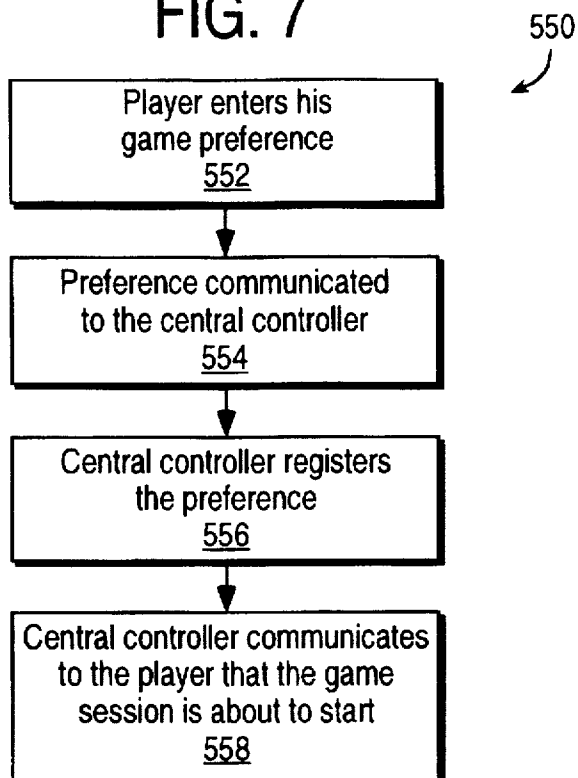 FIG. 7
550
Player enters his
game preference
552
Preference communicated
to the central controller
554
Central controller registers
the preference
556
Central controller communicates
to the player that the game
session is about to start
558